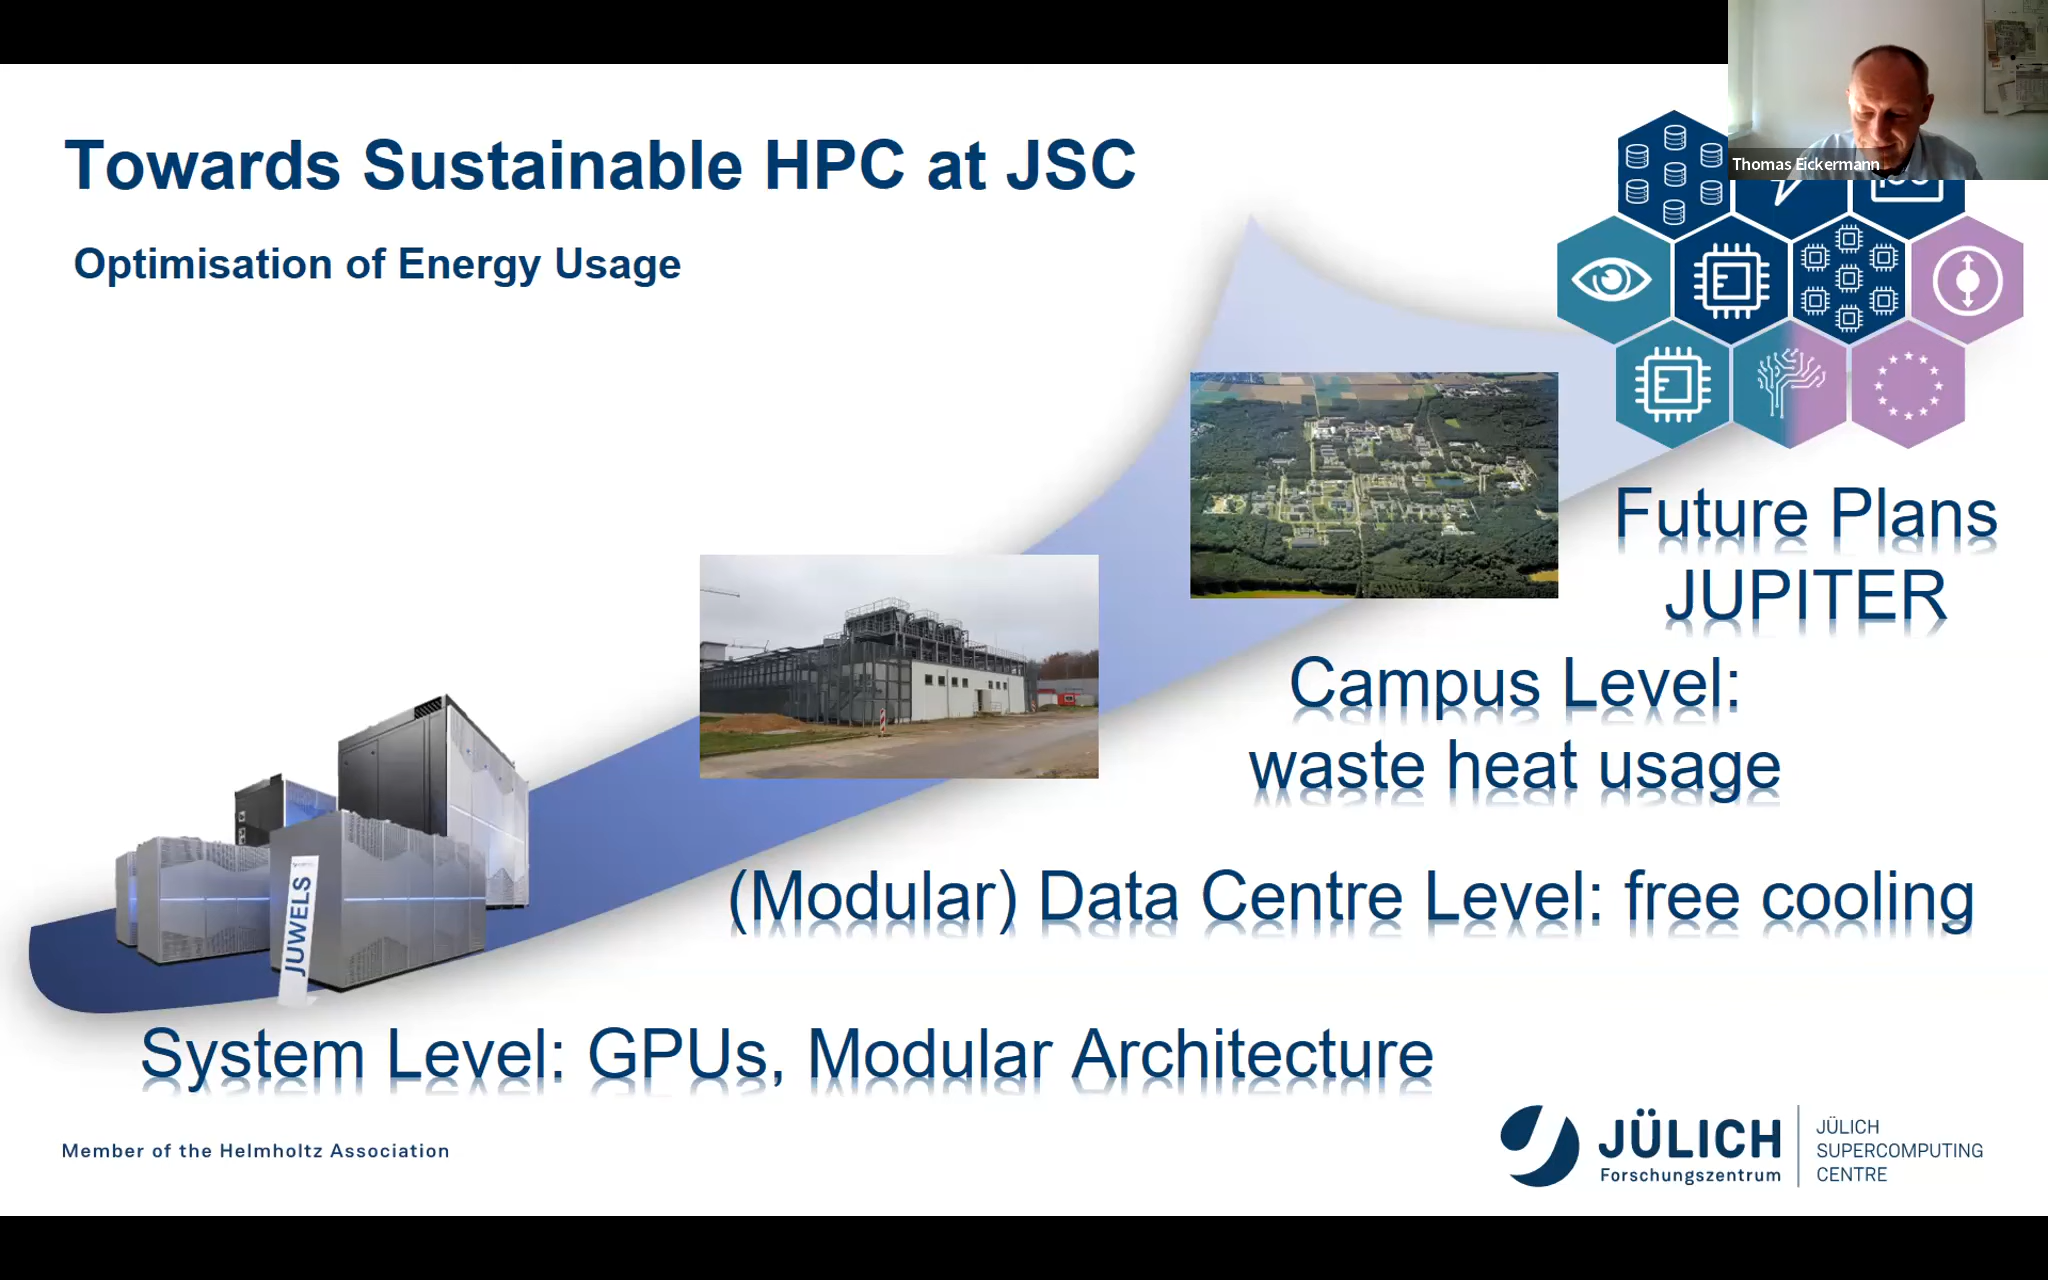 Thomas Eickermann
Towards Sustainable HPC at JSC
Optimisation of Energy Usage
Future Plans
JUPITER
Campus Level:
waste heat usage
(Modular) Data Centre Level: free cooling
JUWELS
System Level: GPUs, Modular Architecture
Member of the Helmholtz Association
JÜLICH
Forschungszentrum
JÜLICH
SUPERCOMPUTING
CENTRE